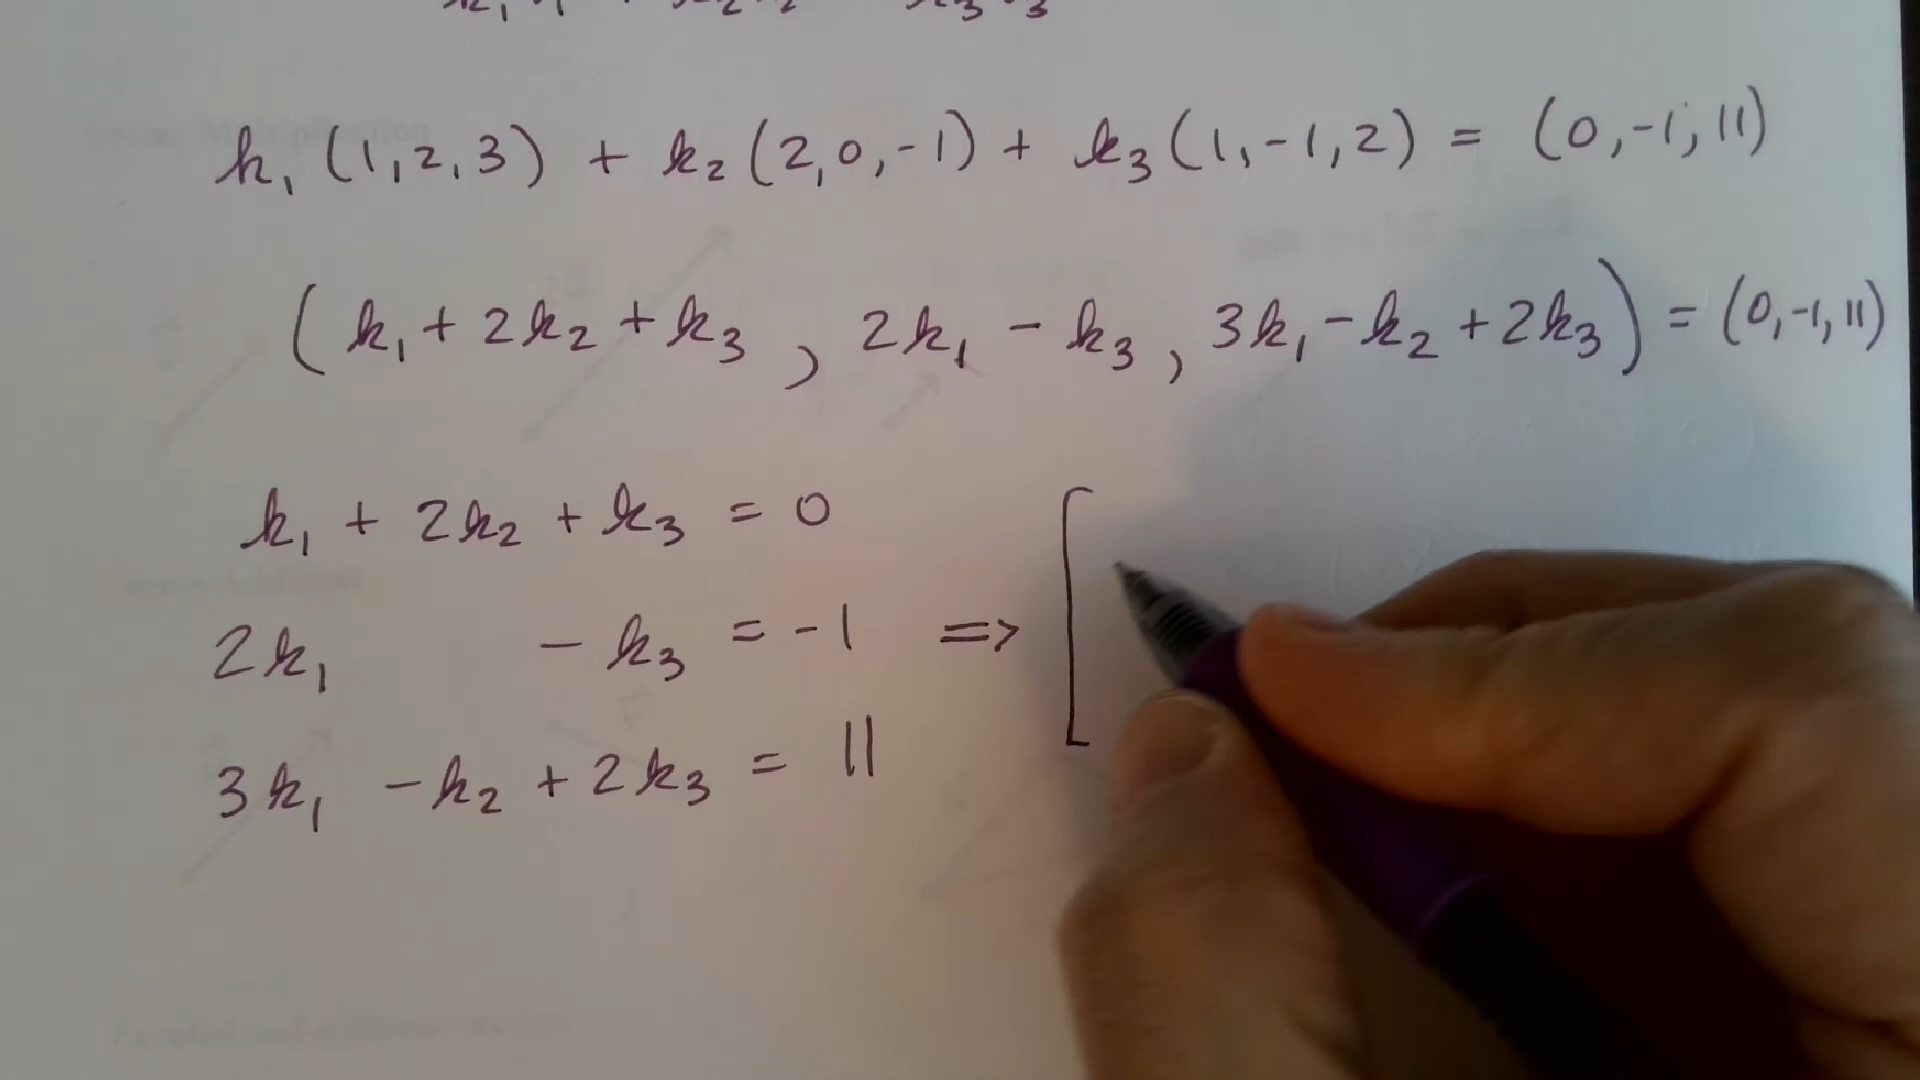 k₁(1,2,3) + k₂(2,0,-1) + k₃(1,-1,2) = (0,-1,11)
(k₁ + 2k₂ + k₃, 2k₁ - k₃, 3k₁ - k₂ + 2k₃) = (0,-1,11)
k₁ + 2k₂ + k₃ = 0
2k₁ - k₃ = -1 => [
3k₁ - k₂ + 2k₃ = 11